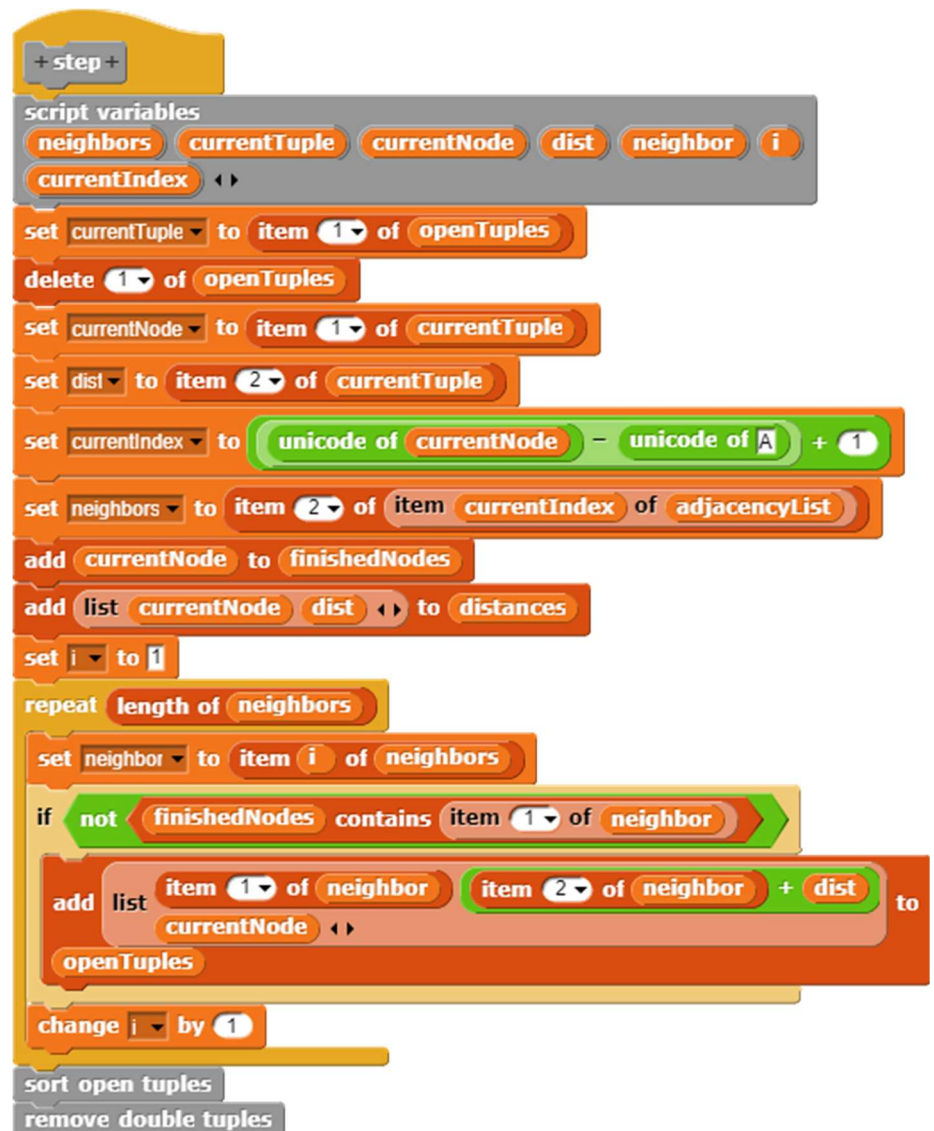 +step+
script variables
neighbors currentTuple currentNode dist neighbor i
currentIndex
set currentTuple to item 1 of openTuples
delete 1 of openTuples
set currentNode to item 1 of currentTuple
set dist to item 2 of currentTuple
set currentIndex to unicode of currentNode - unicode of A + 1
set neighbors to item 2 of item currentIndex of adjacencyList
add currentNode to finishedNodes
add list currentNode dist to distances
set i to 1
repeat length of neighbors
set neighbor to item i of neighbors
if not finishedNodes contains item 1 of neighbor
add list item 1 of neighbor item 2 of neighbor + dist to
currentNode
openTuples
change i by 1
sort open tuples
remove double tuples